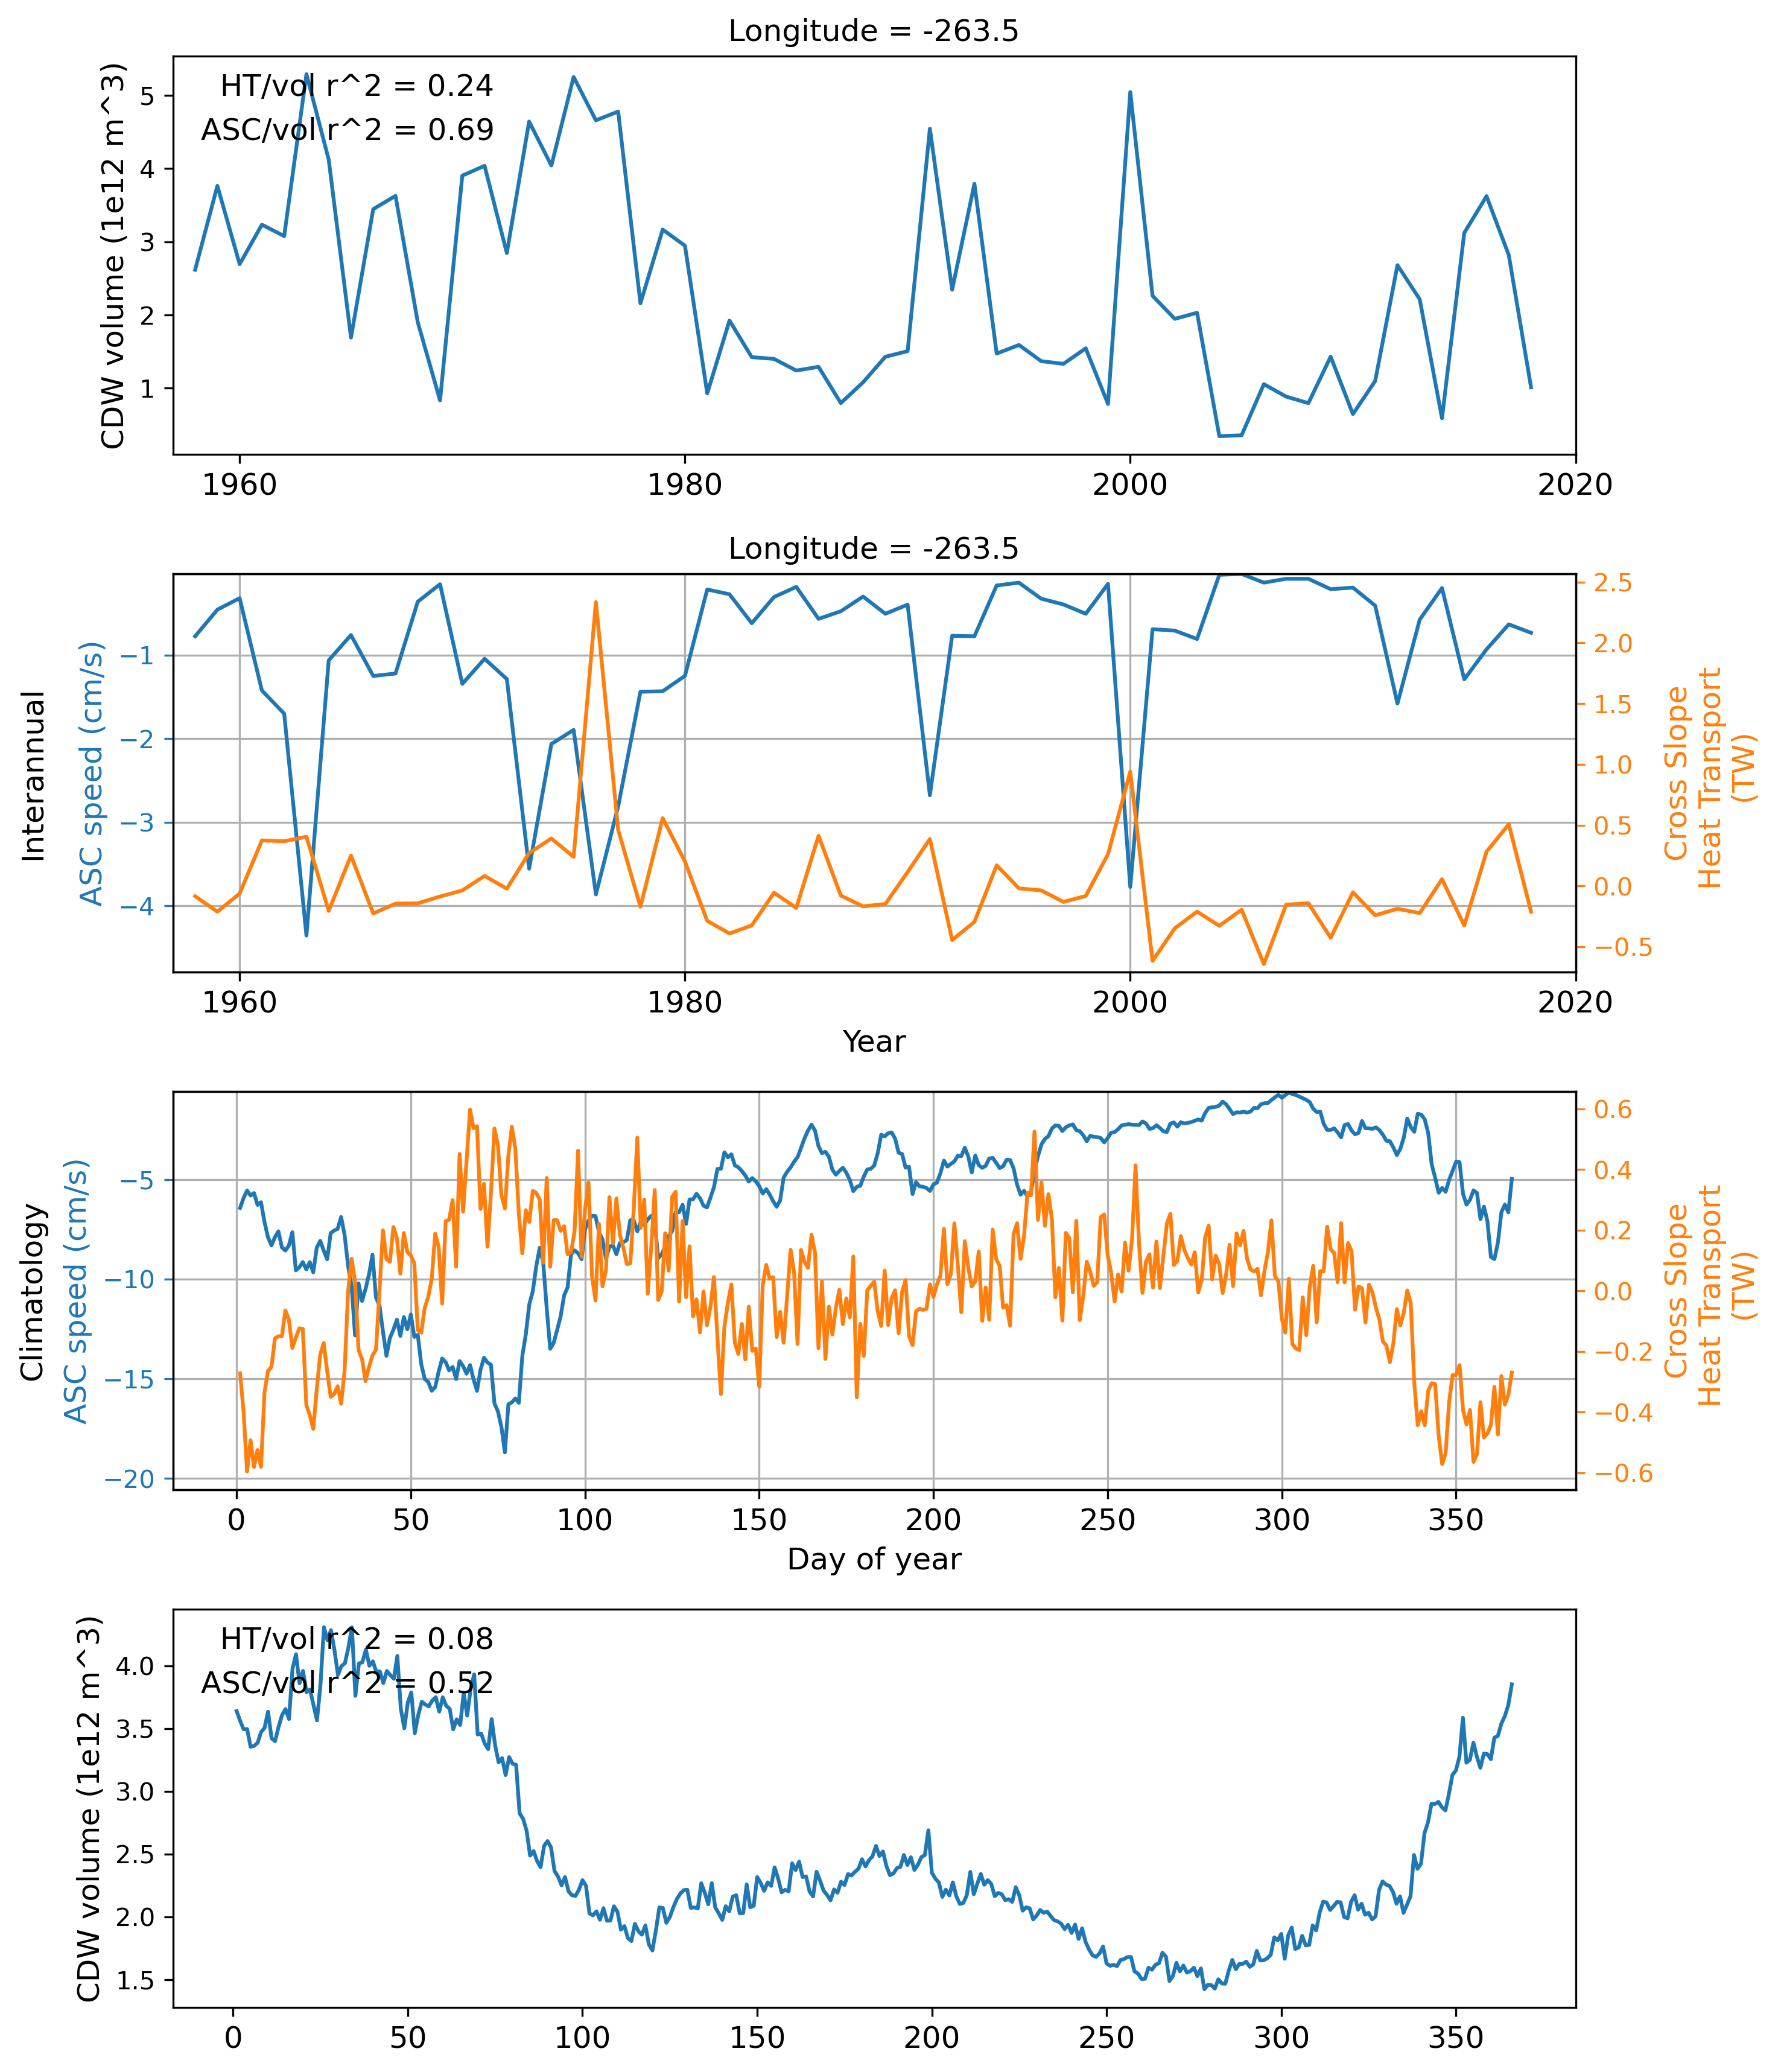 Longitude = -263.5
HT/vol r^2 = 0.24
ASC/vol r^2 = 0.69
CDW volume (1e12 m^3)
5
4
3
2
1
1960 1980 2000 2020
Longitude = -263.5
Interannual
ASC speed (cm/s)
−1
−2
−3
−4
2.5
2.0
1.5
1.0
0.5
0.0
−0.5
Cross Slope
Heat Transport
(TW)
1960 1980 2000 2020
Year
Climatology
ASC speed (cm/s)
−5
−10
−15
−20
0.6
0.4
0.2
0.0
−0.2
−0.4
−0.6
Cross Slope
Heat Transport
(TW)
0 50 100 150 200 250 300 350
Day of year
HT/vol r^2 = 0.08
ASC/vol r^2 = 0.52
CDW volume (1e12 m^3)
4.0
3.5
3.0
2.5
2.0
1.5
0 50 100 150 200 250 300 350